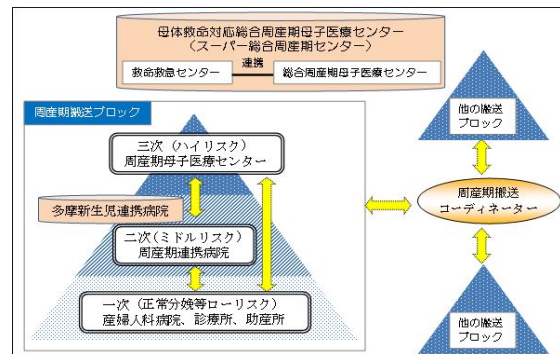 母体救命対応総合周産期母子医療センター
（スーパー総合周産期センター）
連携
救命救急センター
総合周産期母子医療センター
周産期搬送ブロック
三次（ハイリスク）
周産期母子医療センター
多摩新生児連携病院
二次（ミドルリスク）
周産期連携病院
一次（正常分娩等ローリスク）
産婦人科病院、診療所、助産所
他の搬送
ブロック
周産期搬送
コーディネーター
他の搬送
ブロック